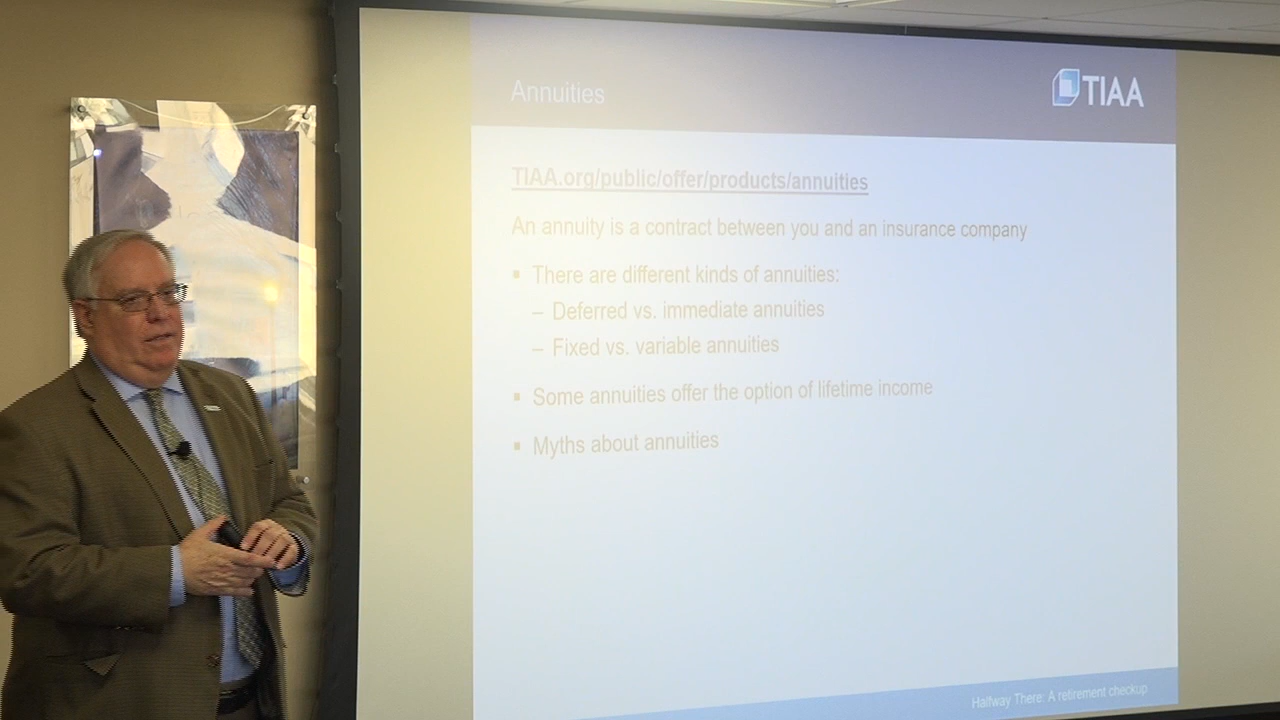 Annuities
TIAA
TIAA.org/public/offer/products/annuities
An annuity is a contract between you and an insurance company
▪ There are different kinds of annuities:
– Deferred vs. immediate annuities
– Fixed vs. variable annuities
▪ Some annuities offer the option of lifetime income
▪ Myths about annuities
Halfway There: A retirement checkup